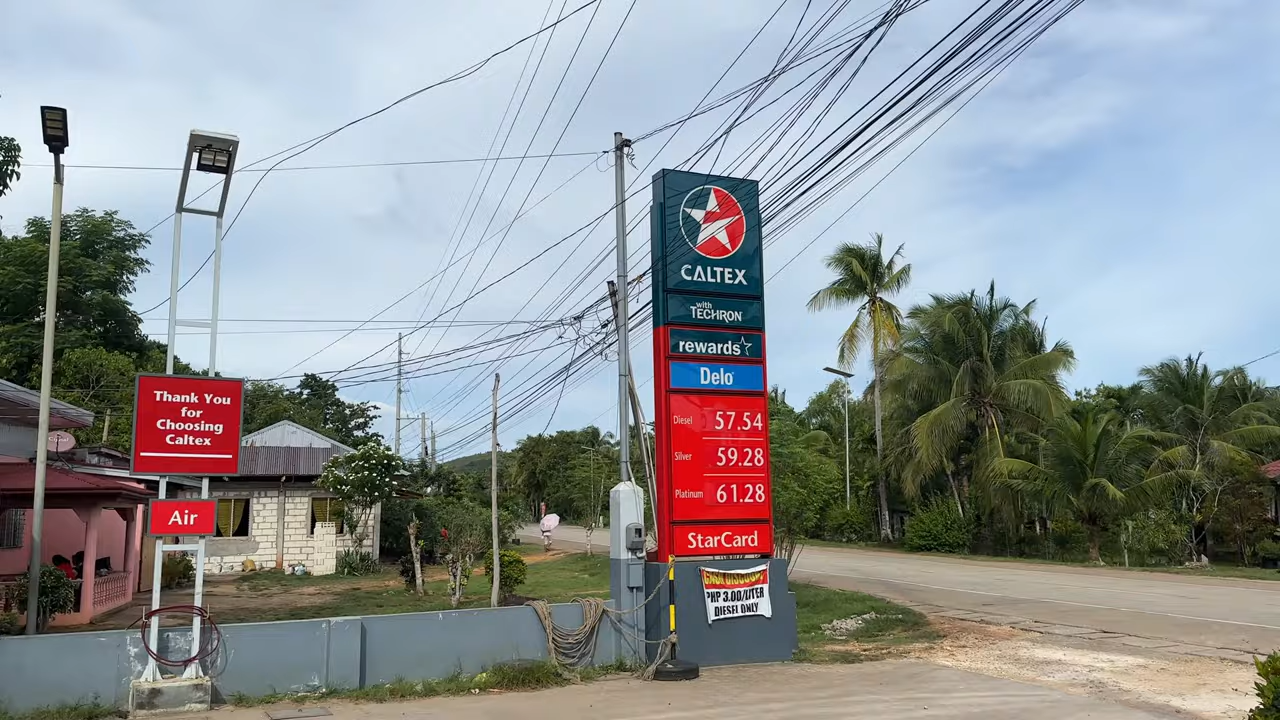 Thank You
for
Choosing
Caltex
Air
CALTEX
with
TECHRON
rewards
Delo
Diesel 57.54
Silver 59.28
Platinum 61.28
StarCard
DISCOUNT
PHP 3.00/LITER
DIESEL ONLY